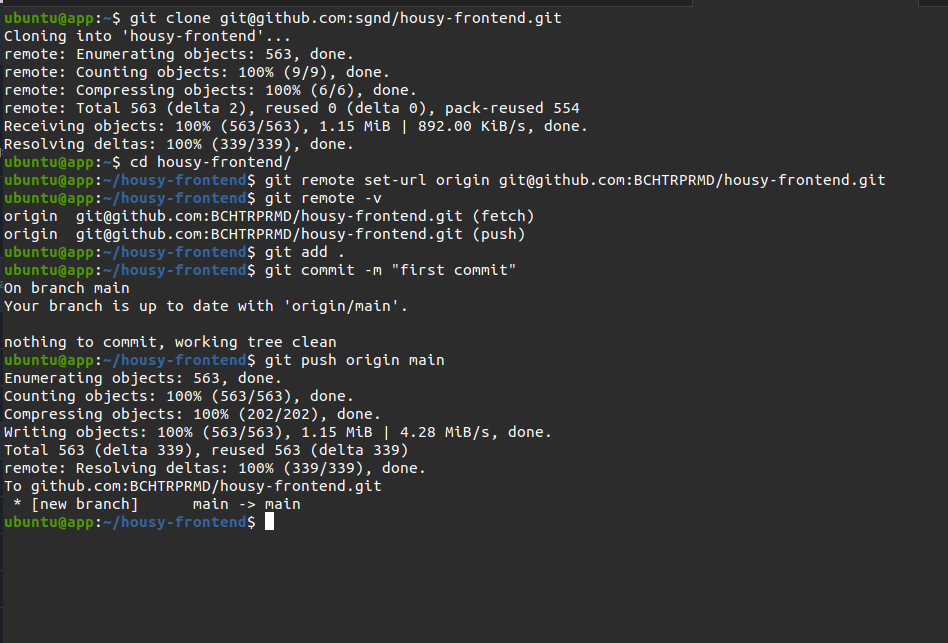 ubuntu@app:~$ git clone git@github.com:sgnd/housy-frontend.git
Cloning into 'housy-frontend'...
remote: Enumerating objects: 563, done.
remote: Counting objects: 100% (9/9), done.
remote: Compressing objects: 100% (6/6), done.
remote: Total 563 (delta 2), reused 0 (delta 0), pack-reused 554
Receiving objects: 100% (563/563), 1.15 MiB | 892.00 KiB/s, done.
Resolving deltas: 100% (339/339), done.
ubuntu@app:~$ cd housy-frontend/
ubuntu@app:~/housy-frontend$ git remote set-url origin git@github.com:BCHTRPRMD/housy-frontend.git
ubuntu@app:~/housy-frontend$ git remote -v
origin  git@github.com:BCHTRPRMD/housy-frontend.git (fetch)
origin  git@github.com:BCHTRPRMD/housy-frontend.git (push)
ubuntu@app:~/housy-frontend$ git add .
ubuntu@app:~/housy-frontend$ git commit -m "first commit"
On branch main
Your branch is up to date with 'origin/main'.

nothing to commit, working tree clean
ubuntu@app:~/housy-frontend$ git push origin main
Enumerating objects: 563, done.
Counting objects: 100% (563/563), done.
Compressing objects: 100% (202/202), done.
Writing objects: 100% (563/563), 1.15 MiB | 4.28 MiB/s, done.
Total 563 (delta 339), reused 563 (delta 339)
remote: Resolving deltas: 100% (339/339), done.
To github.com:BCHTRPRMD/housy-frontend.git
 * [new branch]      main -> main
ubuntu@app:~/housy-frontend$